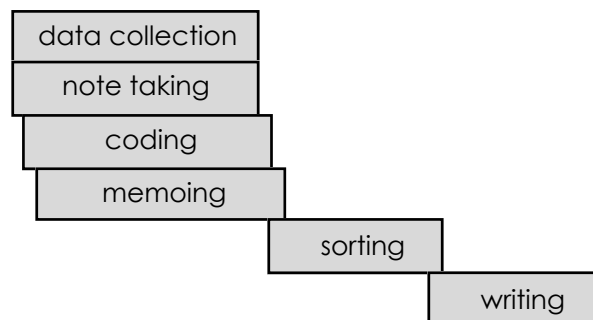 data collection
note taking
coding
memoing
sorting
writing